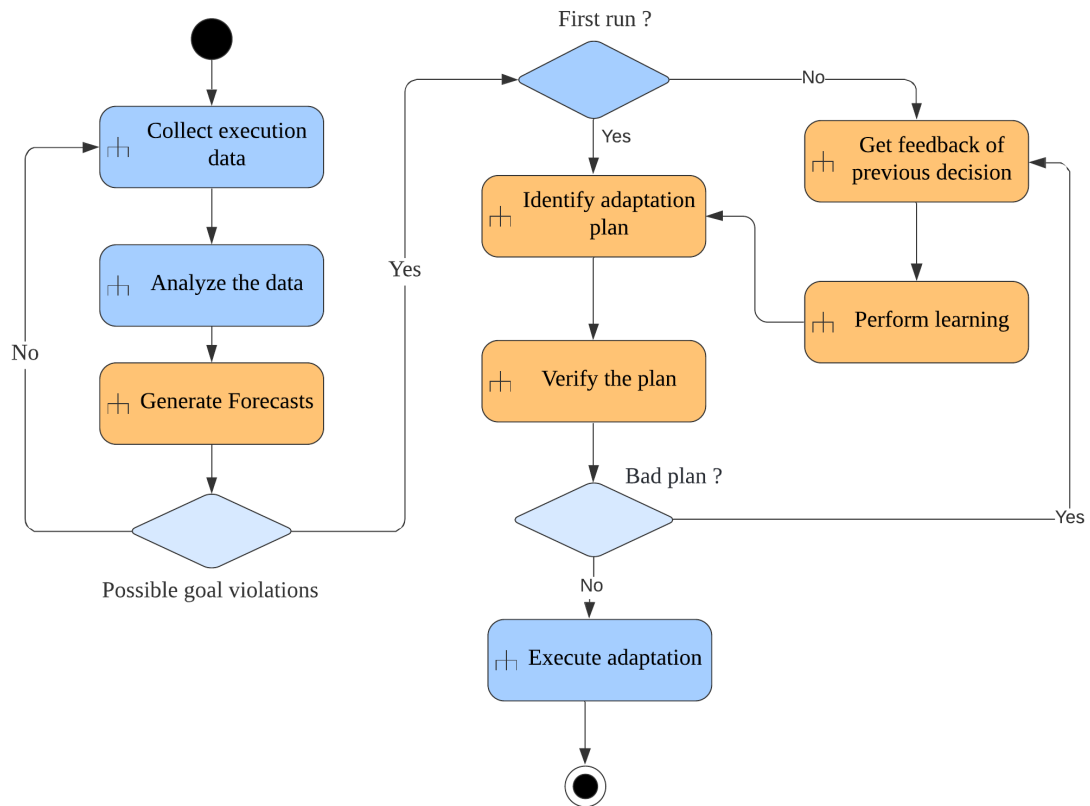 First run ?
No
Collect execution
data
Yes
Get feedback of
previous decision
Identify adaptation
plan
Yes
Analyze the data
Perform learning
No
Verify the plan
Generate Forecasts
Bad plan ?
Yes
Possible goal violations
No
Execute adaptation